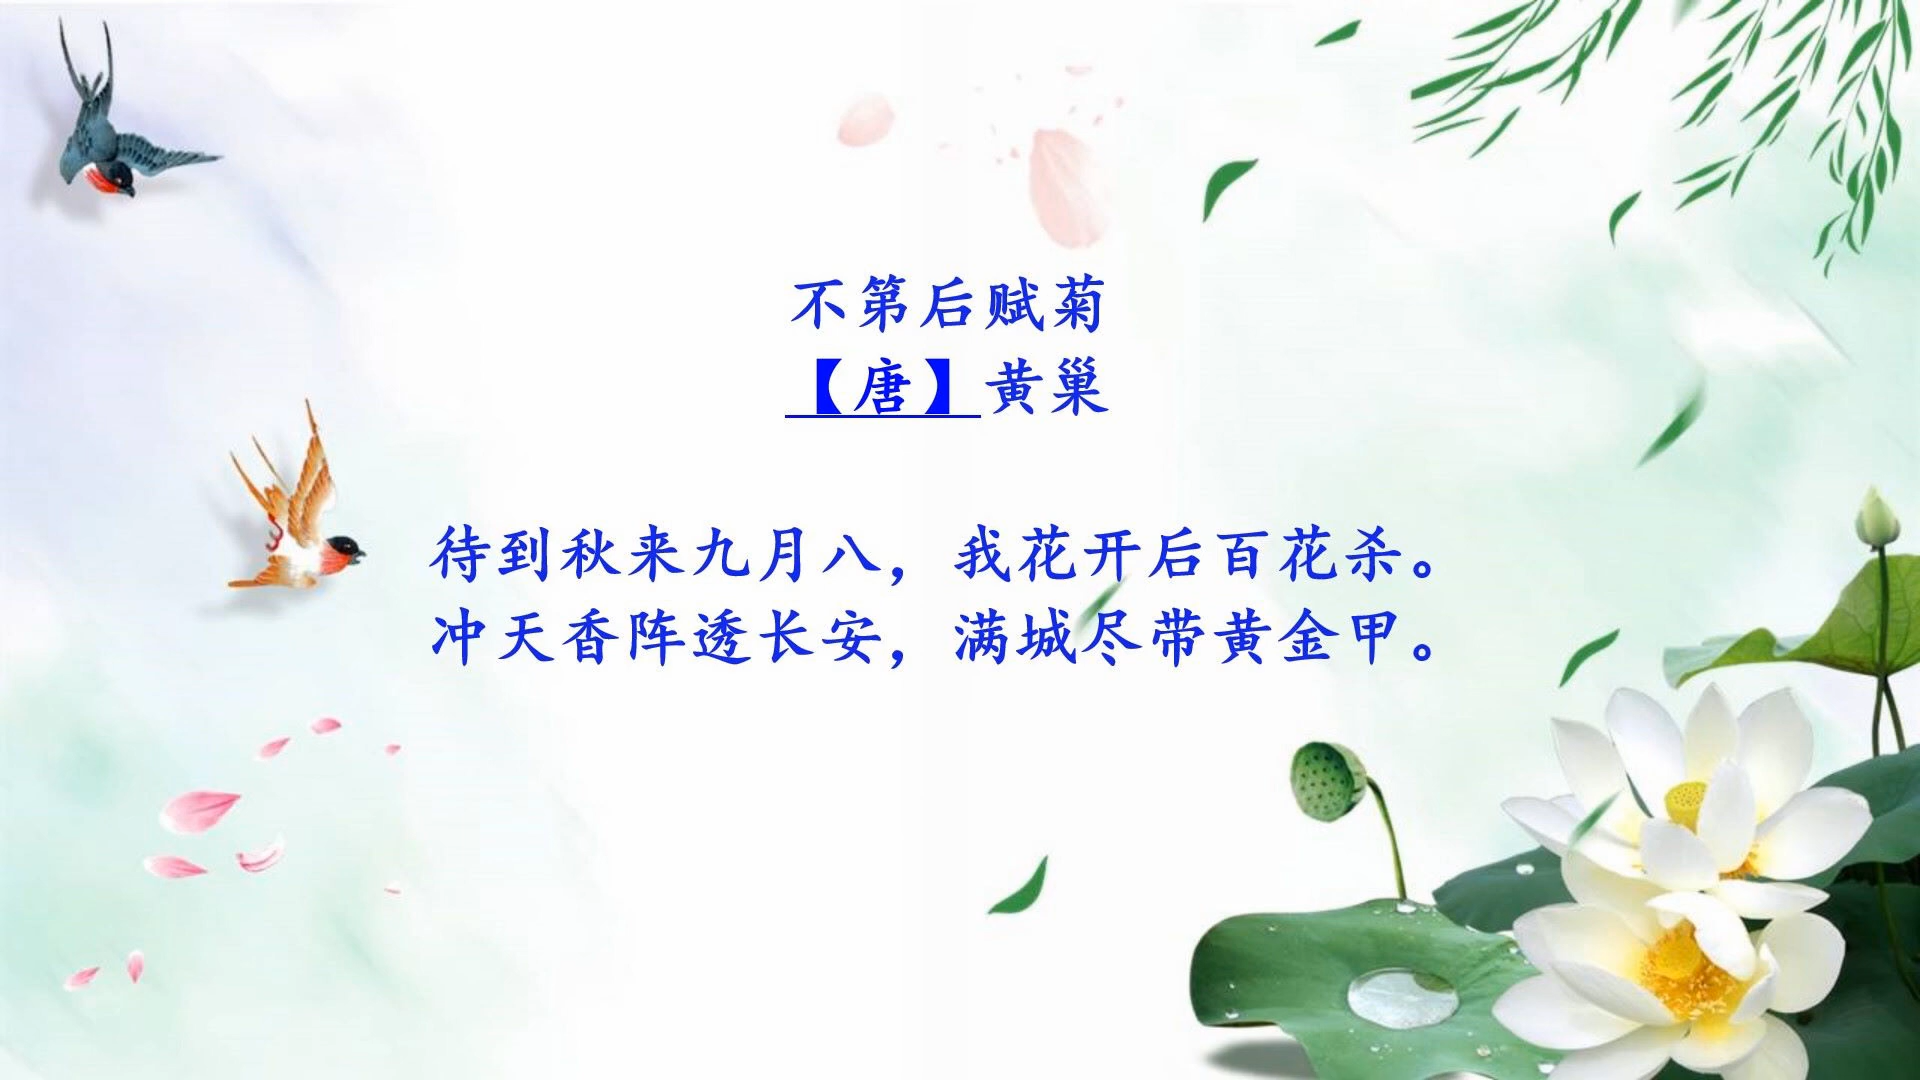 不第后赋菊
【唐】黄巢
待到秋来九月八，我花开后百花杀。
冲天香阵透长安，满城尽带黄金甲。